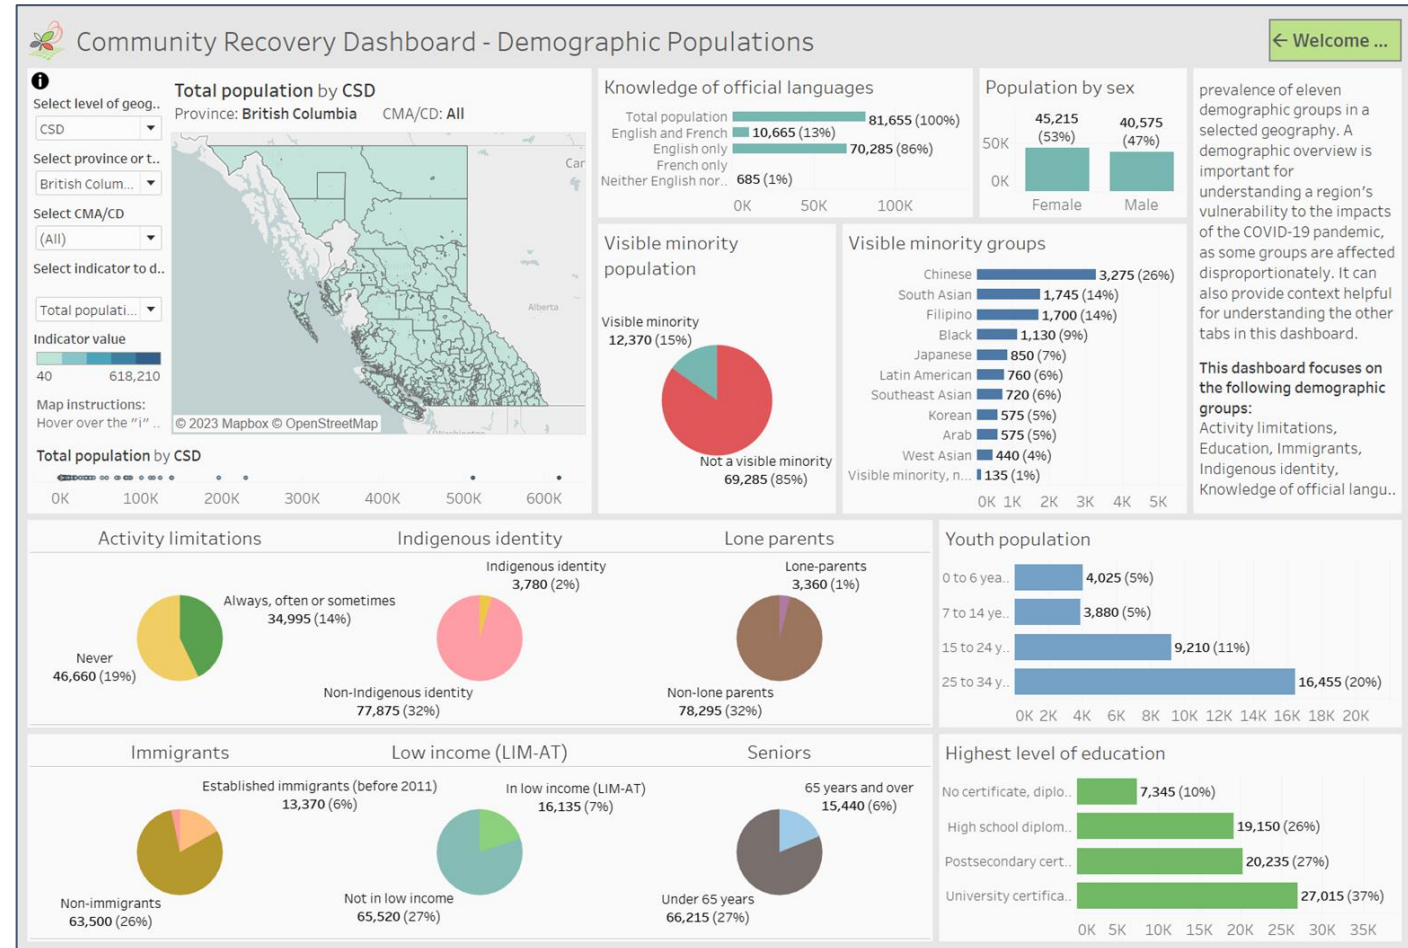 Community Recovery Dashboard - Demographic Populations
← Welcome ...
Select level of geog..
CSD
Select province or t..
British Colum...
Select CMA/CD
(All)
Select indicator to d..
Total populati...
Indicator value
40 618,210
Map instructions:
Hover over the "i" ..
Total population by CSD
Province: British Columbia CMA/CD: All
Car
Alberta
Washington
© 2023 Mapbox © OpenStreetMap
Total population by CSD
0K 100K 200K 300K 400K 500K 600K
Knowledge of official languages
Total population 81,655 (100%)
English and French 10,665 (13%)
English only 70,285 (86%)
French only
Neither English nor.. 685 (1%)
0K 50K 100K
Population by sex
45,215 (53%)
40,575 (47%)
50K
0K
Female Male
prevalence of eleven
demographic groups in a
selected geography. A
demographic overview is
important for
understanding a region's
vulnerability to the impacts
of the COVID-19 pandemic,
as some groups are affected
disproportionately. It can
also provide context helpful
for understanding the other
tabs in this dashboard.
This dashboard focuses on
the following demographic
groups:
Activity limitations,
Education, Immigrants,
Indigenous identity,
Knowledge of official langu..
Visible minority
population
Visible minority
12,370 (15%)
Not a visible minority
69,285 (85%)
Visible minority groups
Chinese 3,275 (26%)
South Asian 1,745 (14%)
Filipino 1,700 (14%)
Black 1,130 (9%)
Japanese 850 (7%)
Latin American 760 (6%)
Southeast Asian 720 (6%)
Korean 575 (5%)
Arab 575 (5%)
West Asian 440 (4%)
Visible minority, n... 135 (1%)
0K 1K 2K 3K 4K 5K
Activity limitations
Always, often or sometimes
34,995 (14%)
Never
46,660 (19%)
Indigenous identity
Indigenous identity
3,780 (2%)
Non-Indigenous identity
77,875 (32%)
Lone parents
Lone-parents
3,360 (1%)
Non-lone parents
78,295 (32%)
Youth population
0 to 6 yea.. 4,025 (5%)
7 to 14 ye.. 3,880 (5%)
15 to 24 y.. 9,210 (11%)
25 to 34 y.. 16,455 (20%)
0K 2K 4K 6K 8K 10K 12K 14K 16K 18K 20K
Immigrants
Established immigrants (before 2011)
13,370 (6%)
Non-immigrants
63,500 (26%)
Low income (LIM-AT)
In low income (LIM-AT)
16,135 (7%)
Not in low income
65,520 (27%)
Seniors
65 years and over
15,440 (6%)
Under 65 years
66,215 (27%)
Highest level of education
No certificate, diplo.. 7,345 (10%)
High school diplom.. 19,150 (26%)
Postsecondary cert.. 20,235 (27%)
University certifica.. 27,015 (37%)
0K 5K 10K 15K 20K 25K 30K 35K